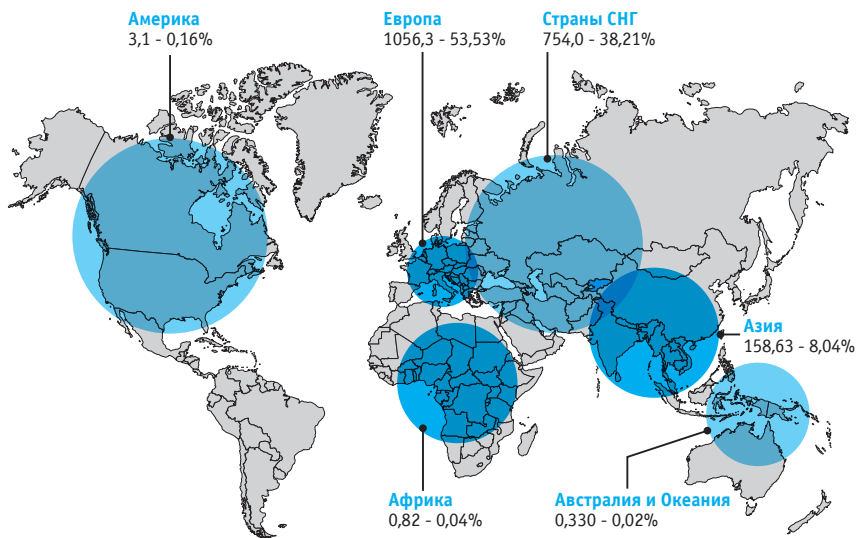 Америка
3,1 - 0,16%
Европа
1056,3 - 53,53%
Страны СНГ
754,0 - 38,21%
Азия
158,63 - 8,04%
Африка
0,82 - 0,04%
Австралия и Океания
0,330 - 0,02%